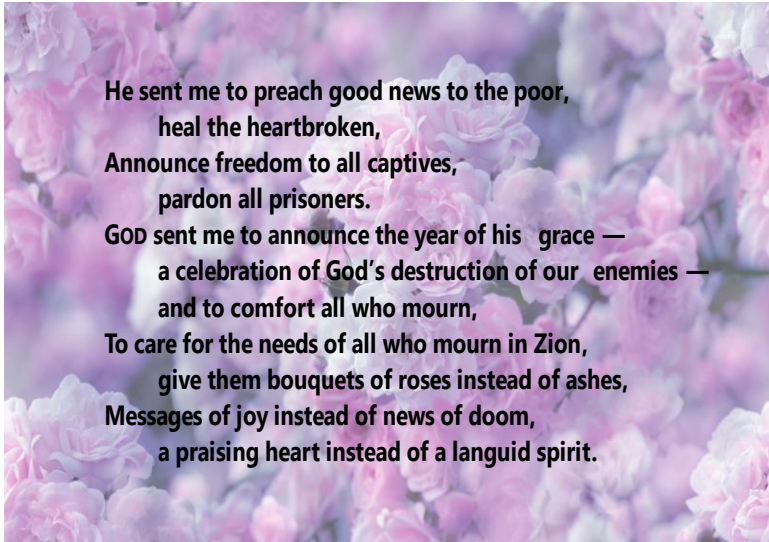 He sent me to preach good news to the poor,
heal the heartbroken,
Announce freedom to all captives,
pardon all prisoners.
GOD sent me to announce the year of his grace —
a celebration of God's destruction of our enemies —
and to comfort all who mourn,
To care for the needs of all who mourn in Zion,
give them bouquets of roses instead of ashes,
Messages of joy instead of news of doom,
a praising heart instead of a languid spirit.